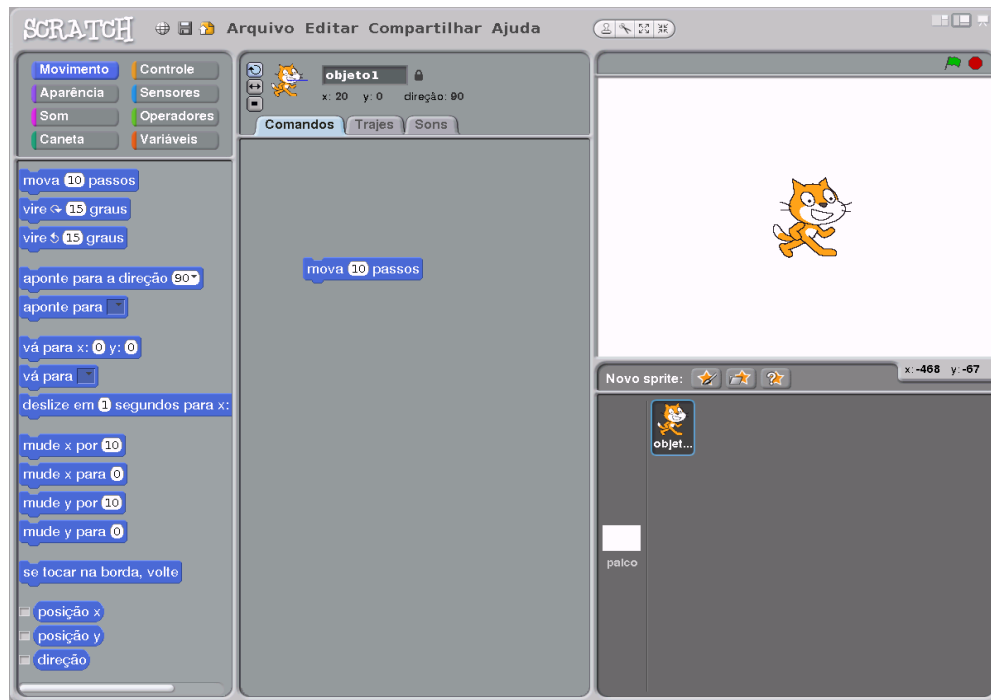 SCRATCH Arquivo Editar Compartilhar Ajuda
Movimento Controle
Aparência Sensores
Som Operadores
Caneta Variáveis
mova 10 passos
vire 15 graus
vire 15 graus
aponte para a direção 90
aponte para
vá para x: 0 y: 0
vá para
deslize em 1 segundos para x:
mude x por 10
mude x para 0
mude y por 10
mude y para 0
se tocar na borda, volte
posição x
posição y
direção
objeto1
x: 20 y: 0 direção: 90
Comandos Trajes Sons
mova 10 passos
Novo sprite:
x: -468 y: -67
objet...
palco